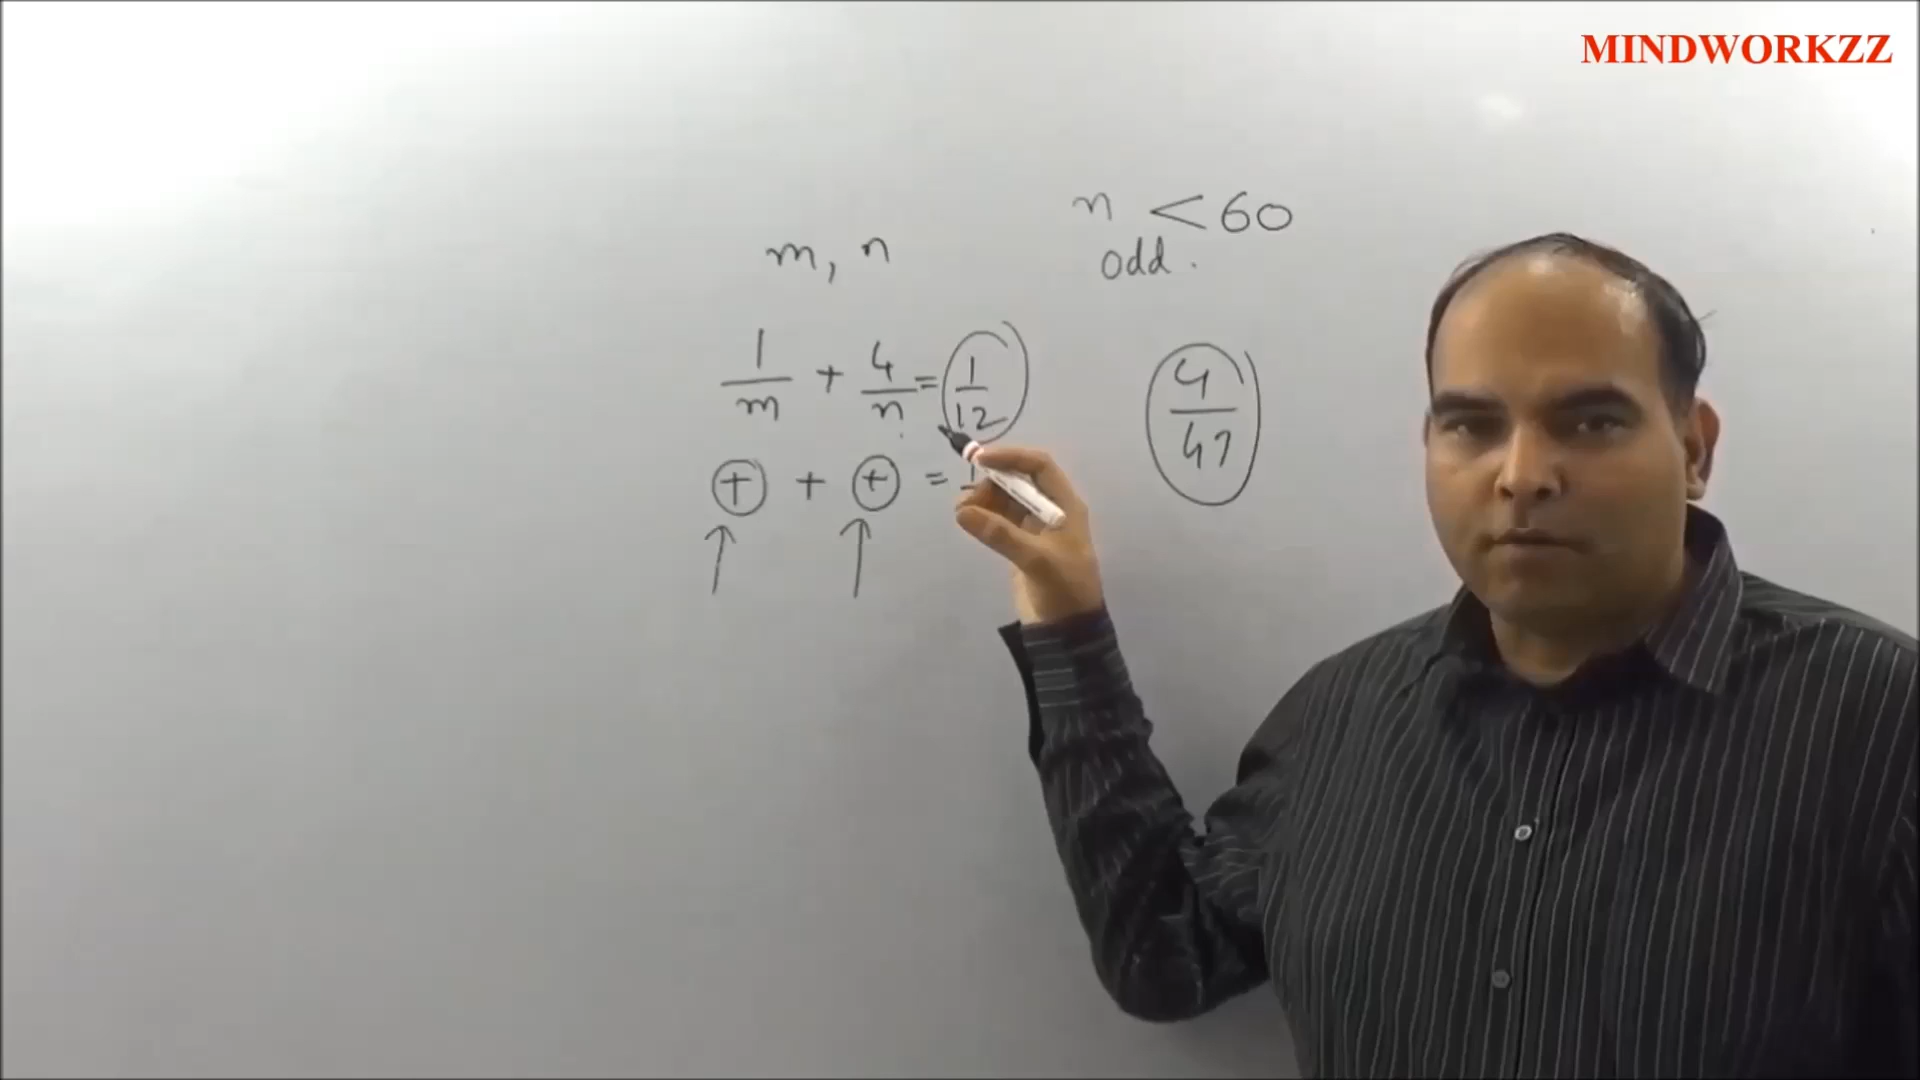 MINDWORKZZ
n < 60
odd.
m, n
1/m + 4/n = 1/12
4/47
+ + + = 1